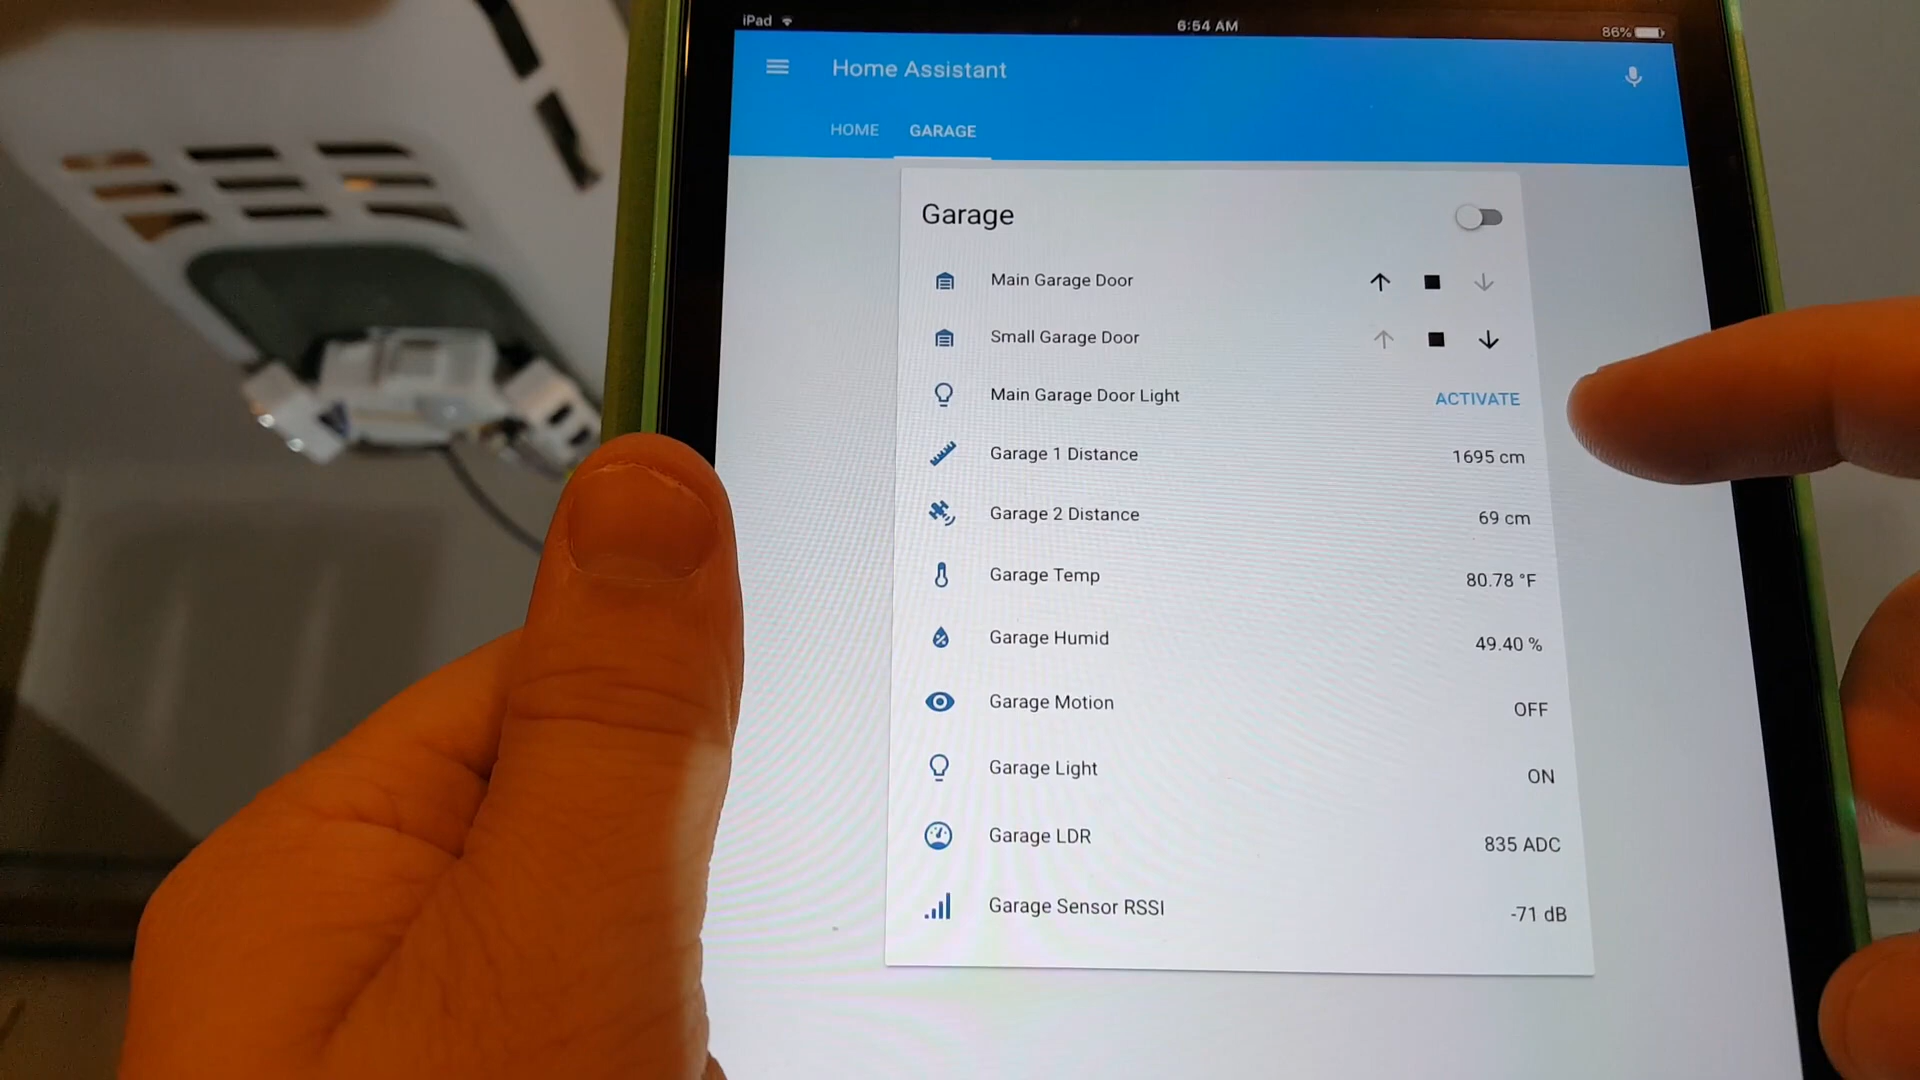 iPad 6:54 AM 86%
Home Assistant
HOME GARAGE
Garage
Main Garage Door
Small Garage Door
Main Garage Door Light ACTIVATE
Garage 1 Distance 1695 cm
Garage 2 Distance 69 cm
Garage Temp 80.78 °F
Garage Humid 49.40 %
Garage Motion OFF
Garage Light ON
Garage LDR 835 ADC
Garage Sensor RSSI -71 dB